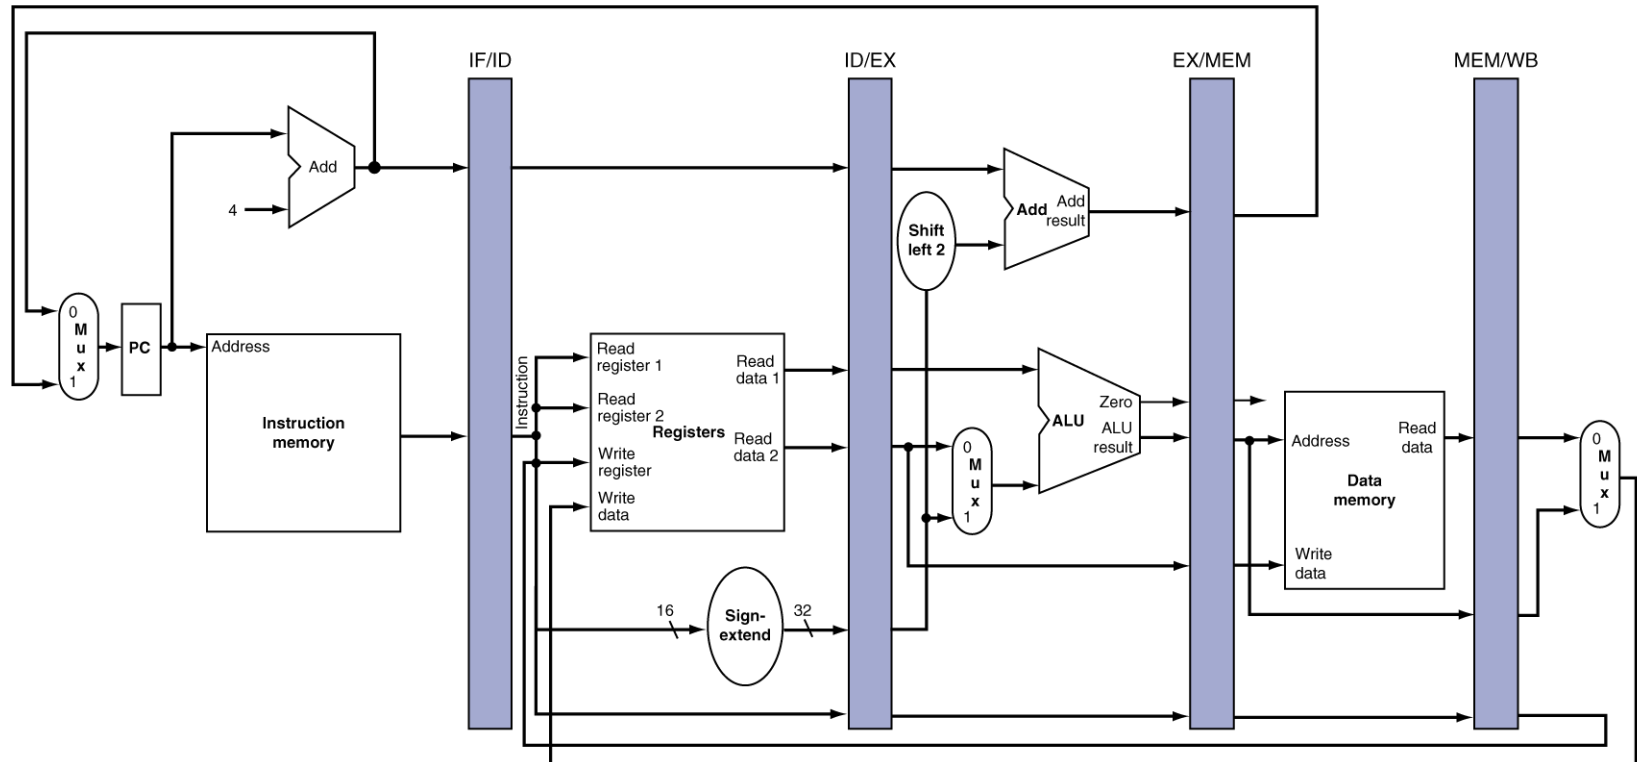 IF/ID
ID/EX
EX/MEM
MEM/WB
Add
4
Add
Add
result
Shift
left 2
0
M
u
x
1
PC
Address
Instruction
memory
Instruction
Read
register 1
Read
register 2
Write
register
Write
data
Registers
Read
data 1
Read
data 2
16
Sign-
extend
32
0
M
u
x
1
Zero
ALU
ALU
result
Address
Read
data
Data
memory
Write
data
0
M
u
x
1